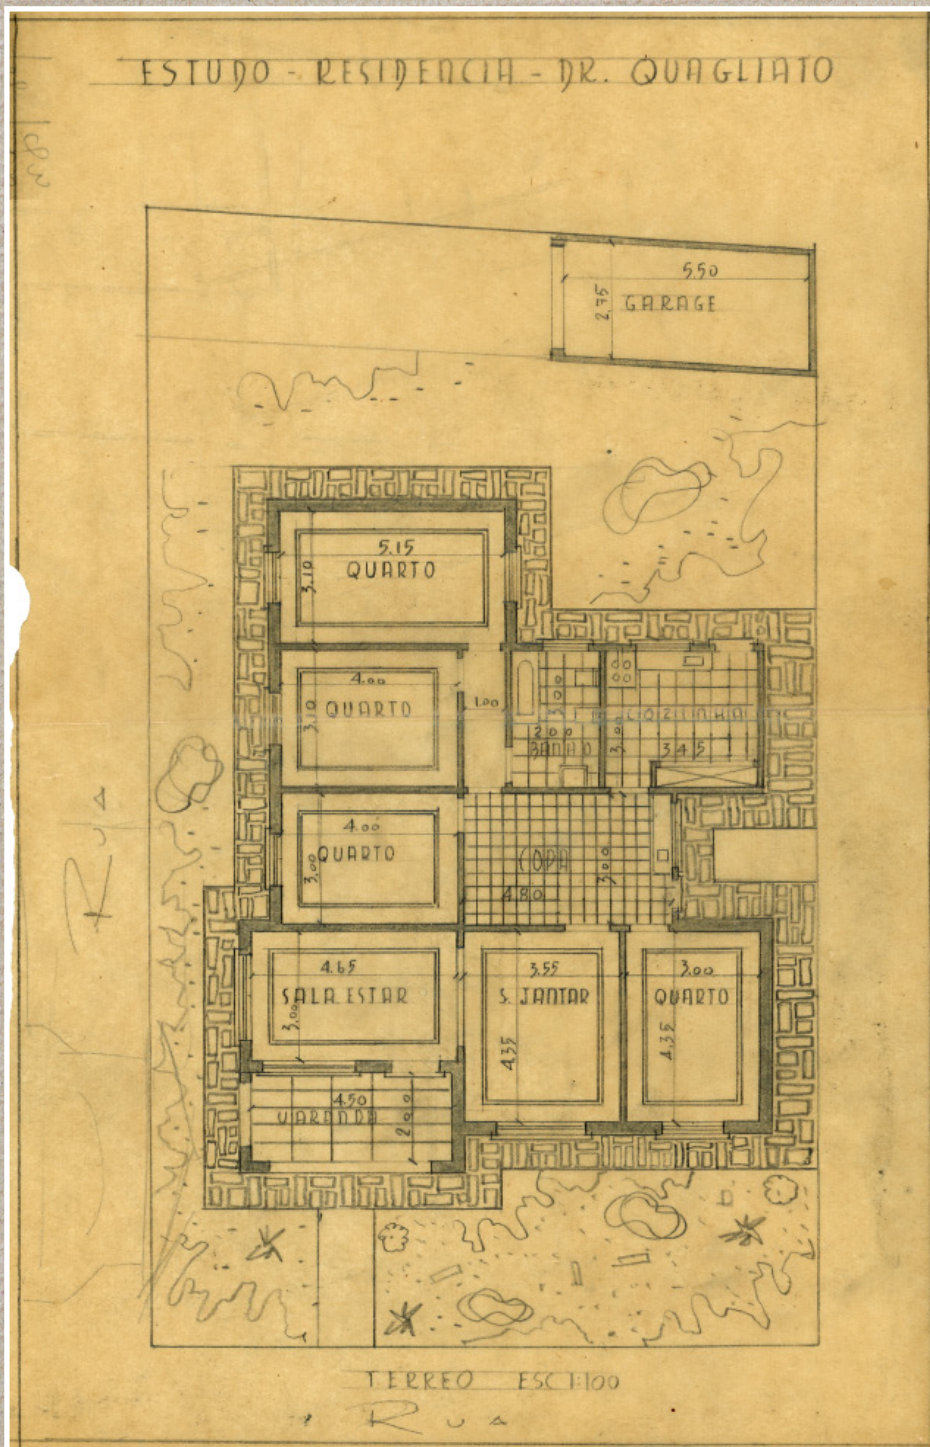 ESTUDO - RESIDENCIA - DR. QUAGLIATO
5.50
2.75
GARAGE
5.15
QUARTO
3.10
4.00
QUARTO
3.10
1.00
2.00
BANHO
COZINHA
3.45
4.00
QUARTO
3.00
COPA
3.00
4.80
4.65
SALA ESTAR
3.00
3.55
S. JANTAR
4.35
3.00
QUARTO
4.35
4.50
VARANDA
2.00
Rua
TERREO ESC 1:100
Rua